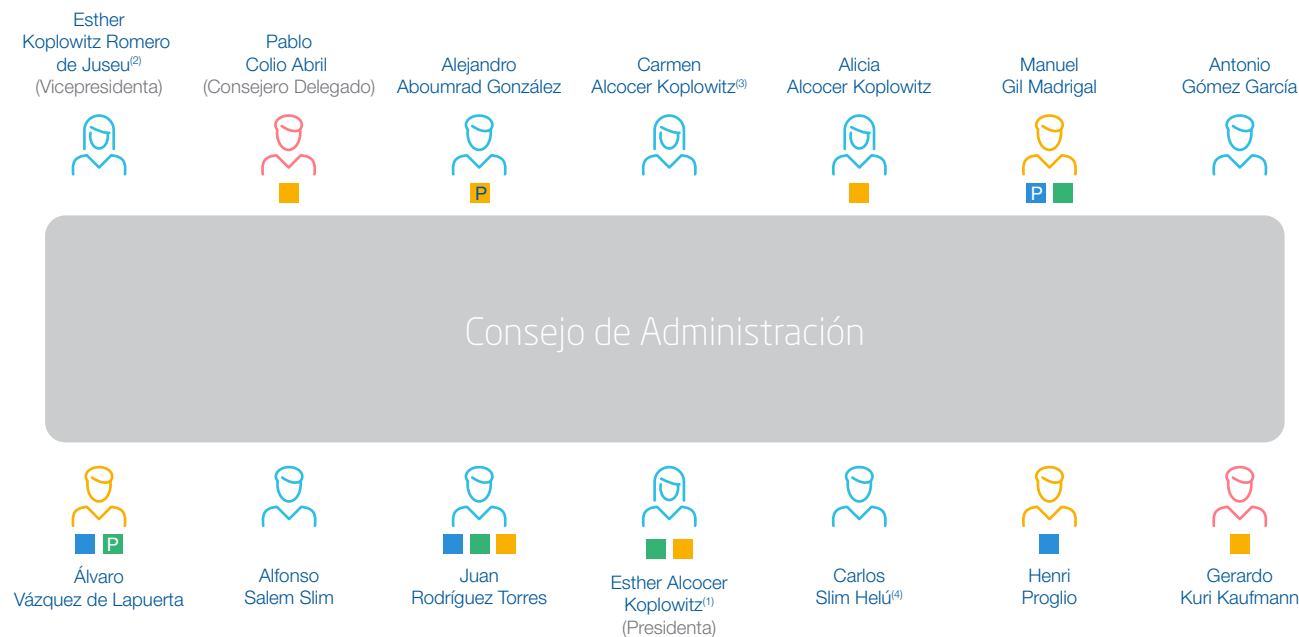 Esther
Koplowitz Romero
de Juseu(2)
(Vicepresidenta)
Pablo
Colio Abril
(Consejero Delegado)
Alejandro
Aboumrad González
Carmen
Alcocer Koplowitz(3)
Alicia
Alcocer Koplowitz
Manuel
Gil Madrigal
Antonio
Gómez García
P
P
Consejo de Administración
P
Álvaro
Vázquez de Lapuerta
Alfonso
Salem Slim
Juan
Rodríguez Torres
Esther Alcocer
Koplowitz(1)
(Presidenta)
Carlos
Slim Helú(4)
Henri
Proglio
Gerardo
Kuri Kaufmann